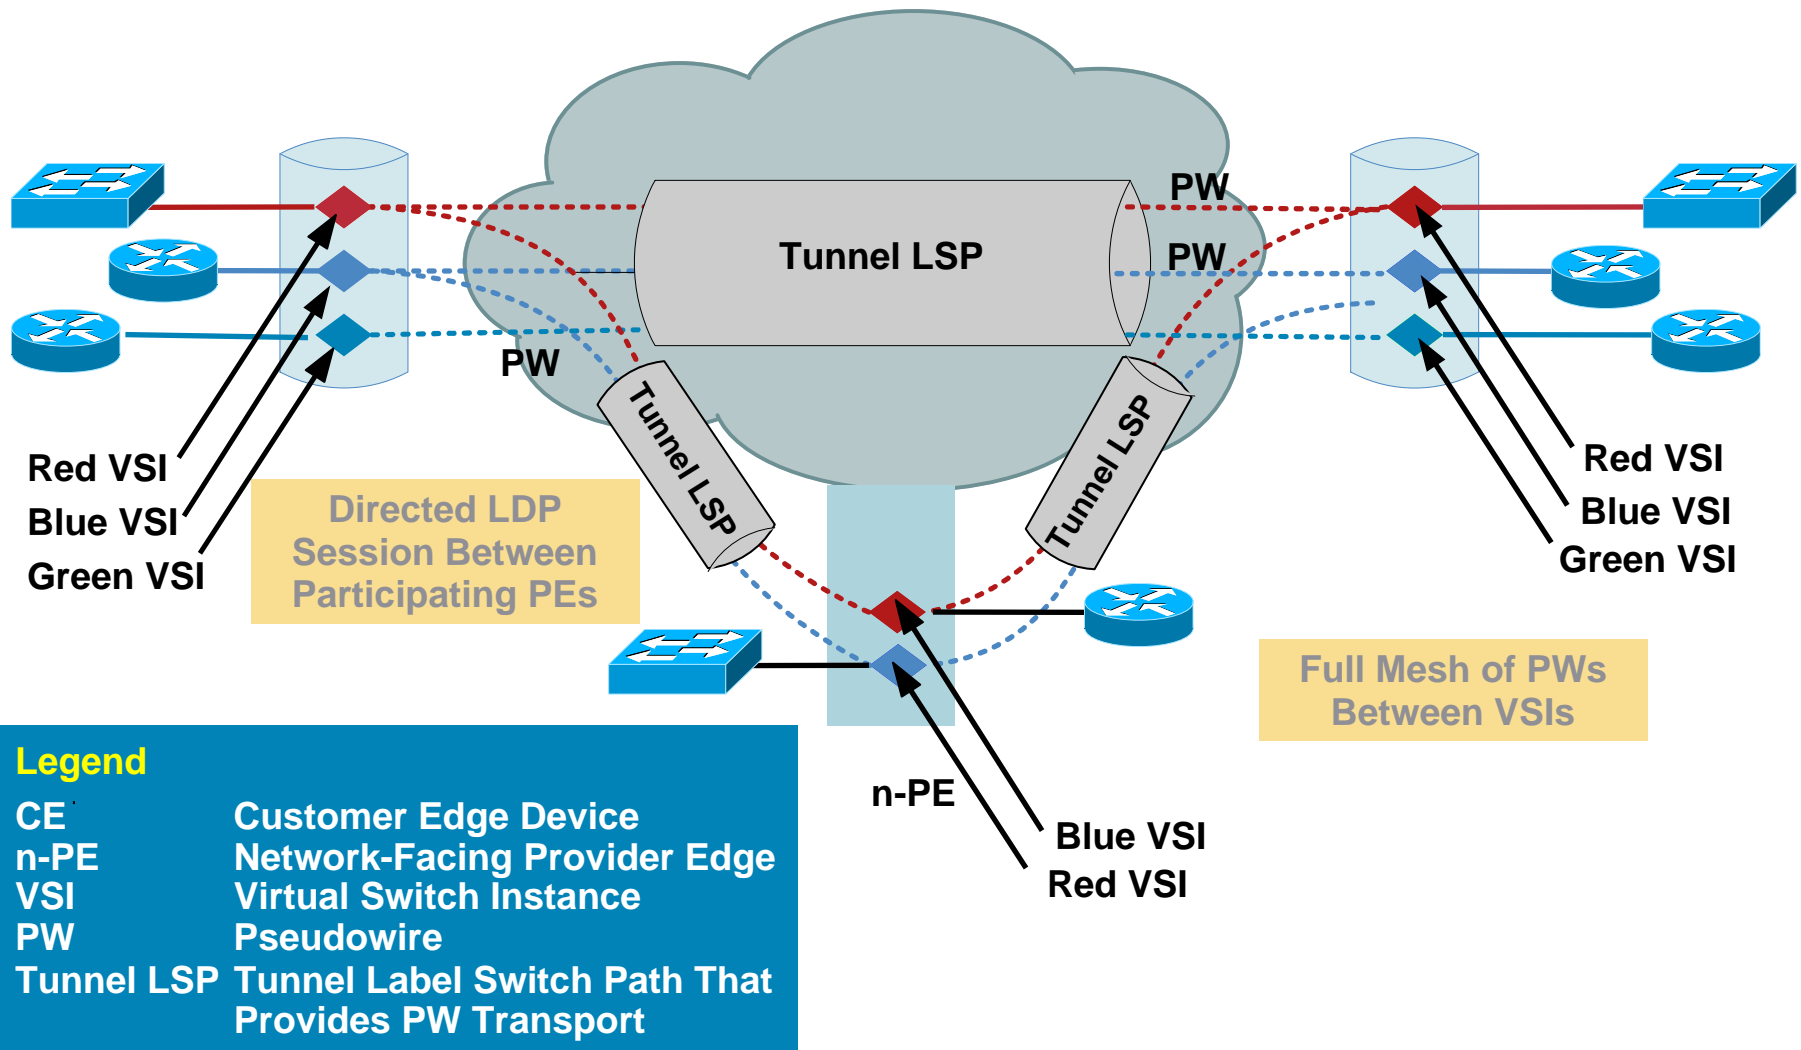 PW
Tunnel LSP
PW
PW
Tunnel LSP
Tunnel LSP
Red VSI
Blue VSI
Green VSI
Directed LDP
Session Between
Participating PEs
Red VSI
Blue VSI
Green VSI
Full Mesh of PWs
Between VSIs
n-PE
Blue VSI
Red VSI
Legend
CE Customer Edge Device
n-PE Network-Facing Provider Edge
VSI Virtual Switch Instance
PW Pseudowire
Tunnel LSP Tunnel Label Switch Path That
Provides PW Transport